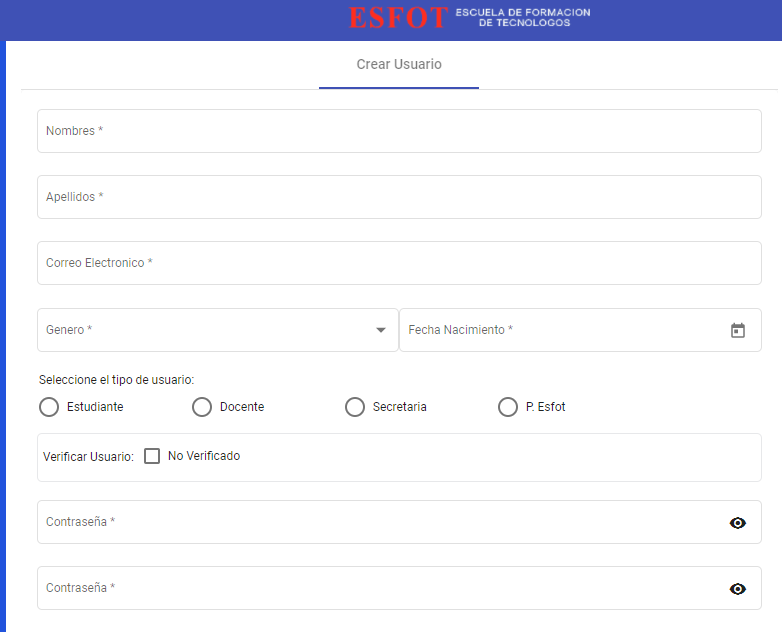 ESFOT
ESCUELA DE FORMACION
DE TECNOLOGOS
Crear Usuario
Nombres *
Apellidos *
Correo Electronico *
Genero *
Fecha Nacimiento *
Seleccione el tipo de usuario:
Estudiante
Docente
Secretaria
P. Esfot
Verificar Usuario:
No Verificado
Contraseña *
Contraseña *